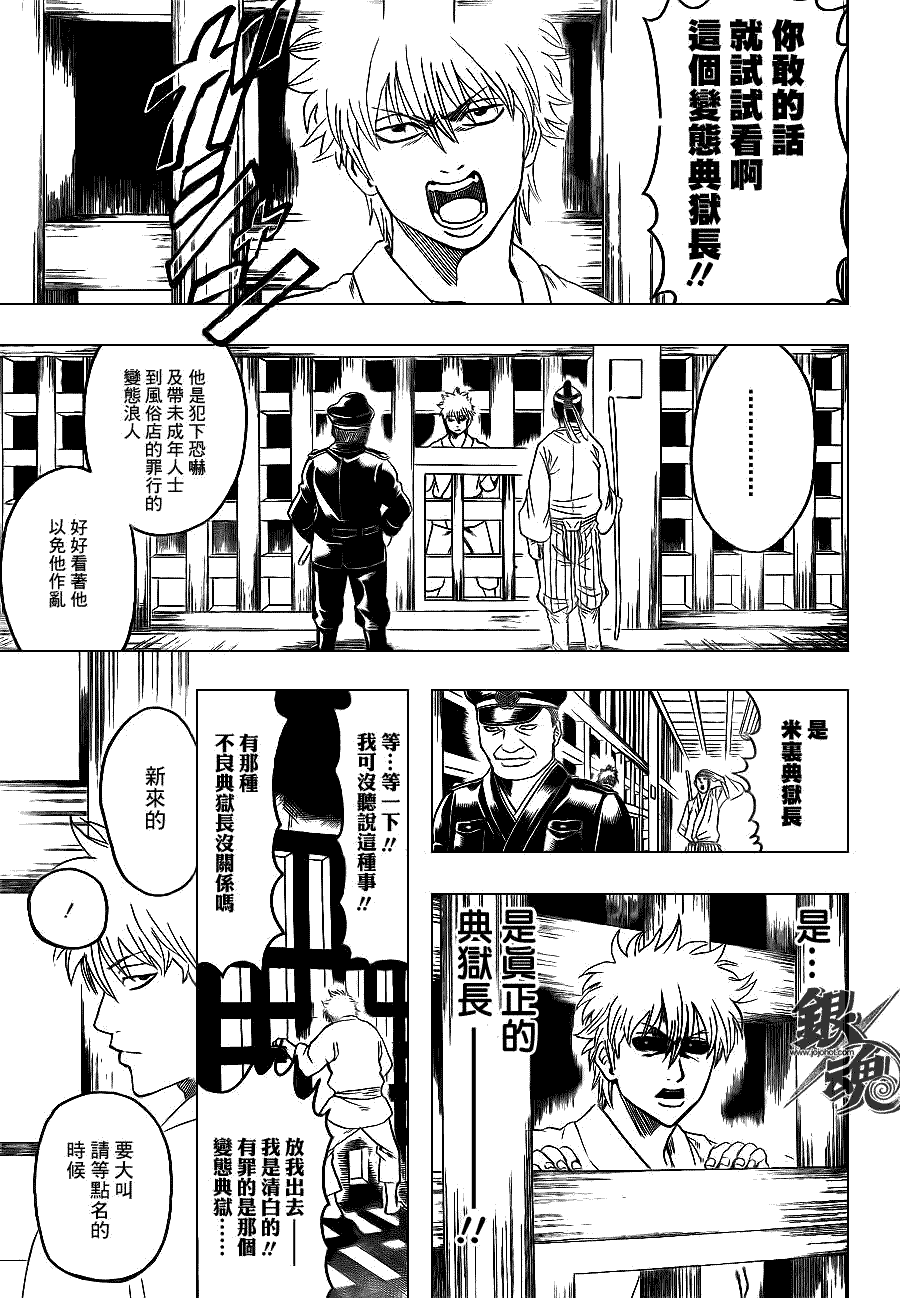 你敢的話
就試試看啊
這個變態典獄長!!
…………
他是犯下恐嚇
及帶未成年人士
到風俗店的罪行的
變態浪人
好好看著他
以免他作亂
是
米裏典獄長
是…
是真正的
典獄長——!!
等…等一下!!
我可沒聽說這種事!!
有那種
不良典獄長沒關係嗎
放我出去——
我是清白的!!
有罪的是那個
變態典獄……
新來的
!
要大叫
請等點名的
時候
銀魂
www.jojohot.com